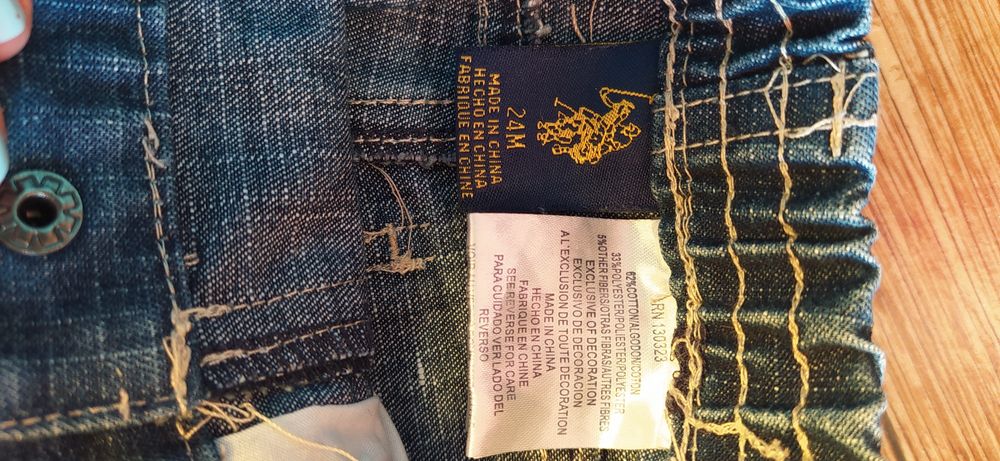 24M
MADE IN CHINA
HECHO EN CHINA
FABRIQUE EN CHINE
RN 130323
62%COTTON/ALGODON/COTON
33%POLYESTER/POLIESTER/POLYESTER
5%OTHER FIBERS/OTRAS FIBRAS/AUTRES FIBRES
EXCLUSIVE OF DECORATION
EXCLUSIVO DE DECORACION
A L'EXCLUSION DE TOUTE DECORATION
MADE IN CHINA
HECHO EN CHINA
FABRIQUE EN CHINE
SEE REVERSE FOR CARE
PARA CUIDADO VER LADO DEL
REVERSO